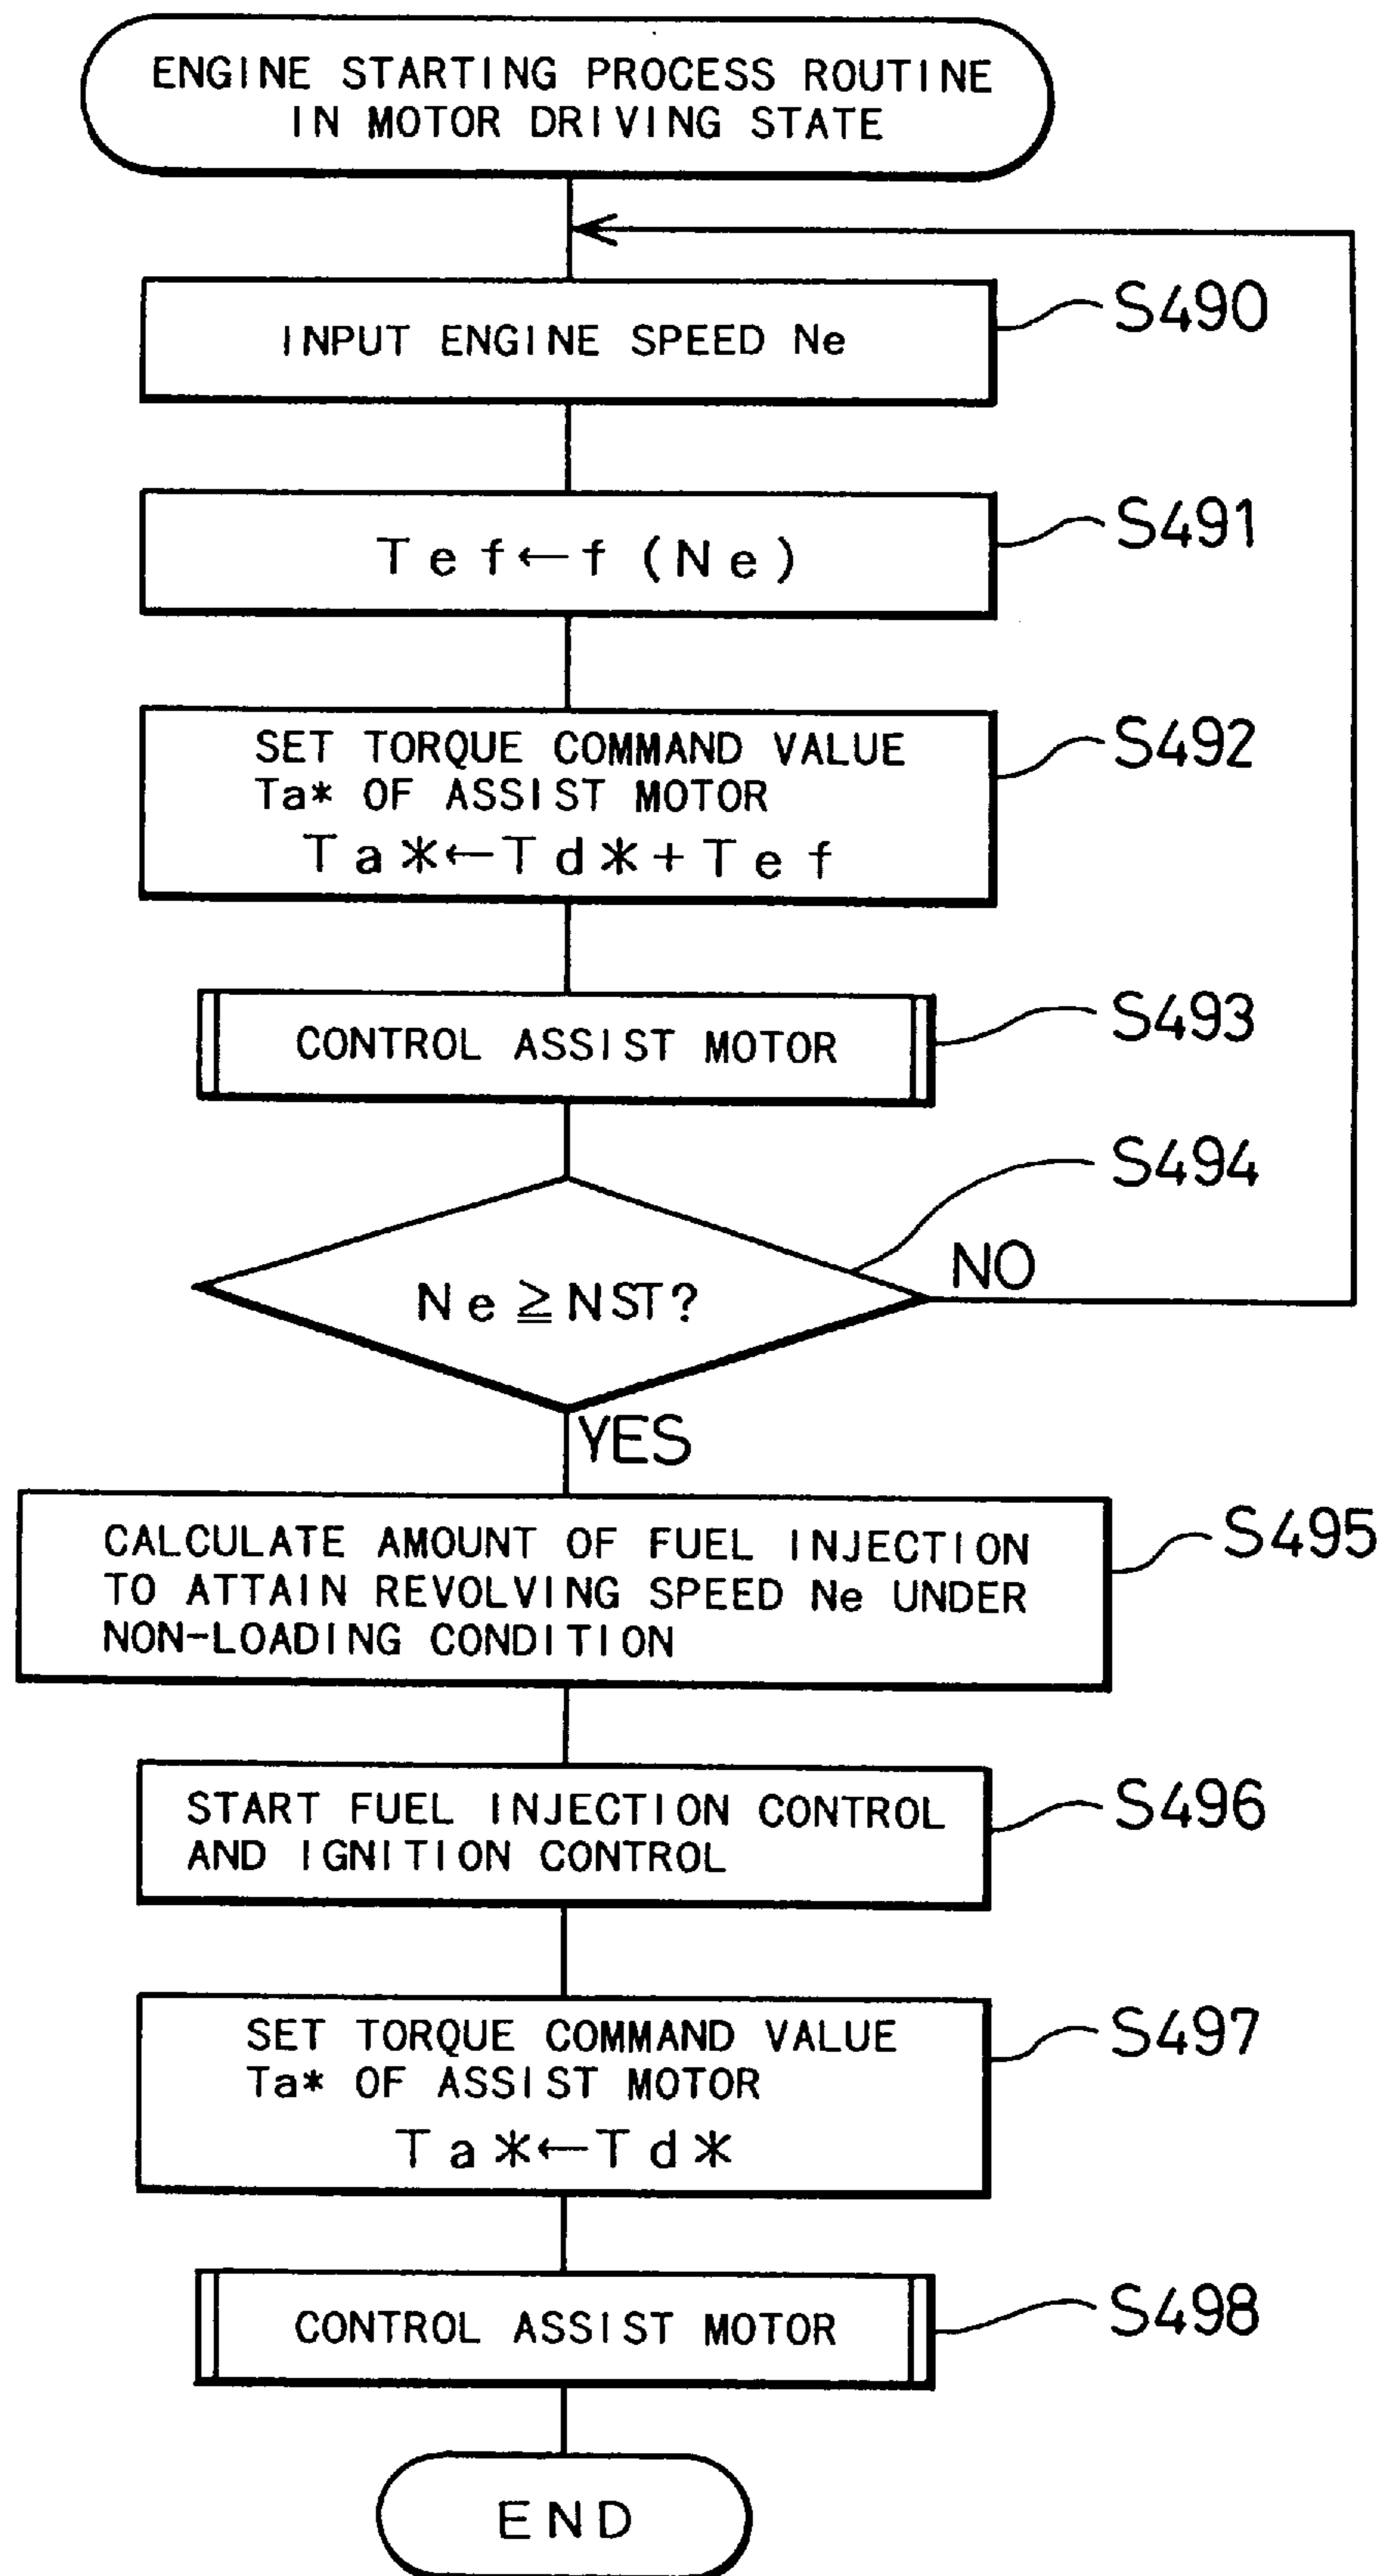 ENGINE STARTING PROCESS ROUTINE
IN MOTOR DRIVING STATE
INPUT ENGINE SPEED Ne
S490
Tef←f(Ne)
S491
SET TORQUE COMMAND VALUE
Ta* OF ASSIST MOTOR
Ta*←Td*+Tef
S492
CONTROL ASSIST MOTOR
S493
S494
Ne≧NST?
NO
YES
CALCULATE AMOUNT OF FUEL INJECTION
TO ATTAIN REVOLVING SPEED Ne UNDER
NON-LOADING CONDITION
S495
START FUEL INJECTION CONTROL
AND IGNITION CONTROL
S496
SET TORQUE COMMAND VALUE
Ta* OF ASSIST MOTOR
Ta*←Td*
S497
CONTROL ASSIST MOTOR
S498
END